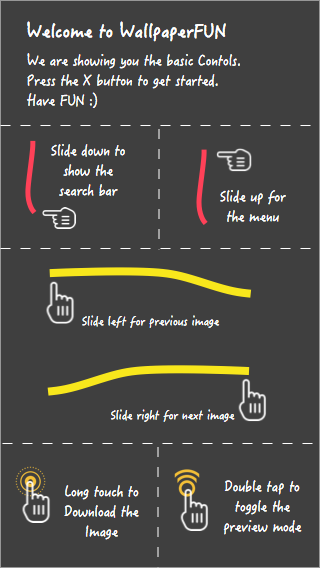 Welcome to WallpaperFUN
We are showing you the basic Contols.
Press the X button to get started.
Have FUN :)
Slide down to
show the
search bar
Slide up for
the menu
Slide left for previous image
Slide right for next image
Long touch to
Download the
Image
Double tap to
toggle the
preview mode